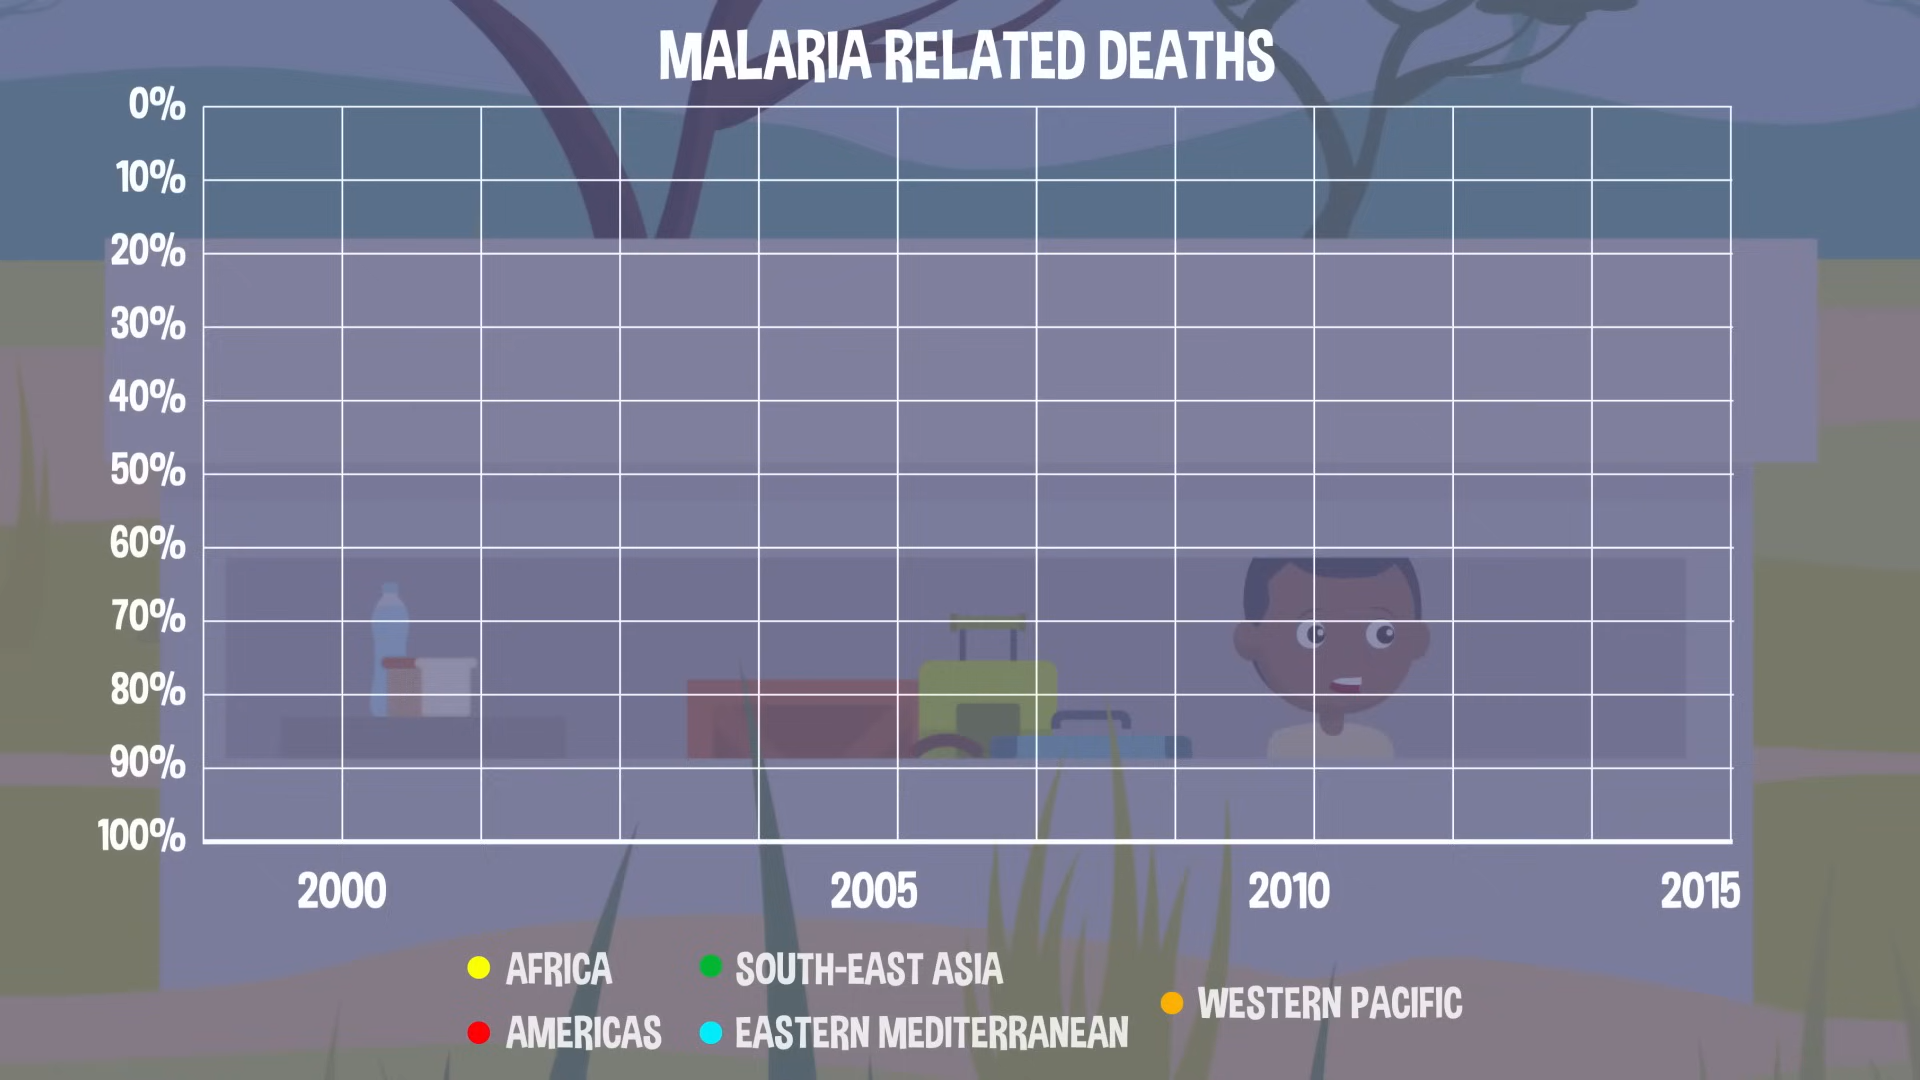 MALARIA RELATED DEATHS
0%
10%
20%
30%
40%
50%
60%
70%
80%
90%
100%
2000 2005 2010 2015
AFRICA
SOUTH-EAST ASIA
WESTERN PACIFIC
AMERICAS
EASTERN MEDITERRANEAN